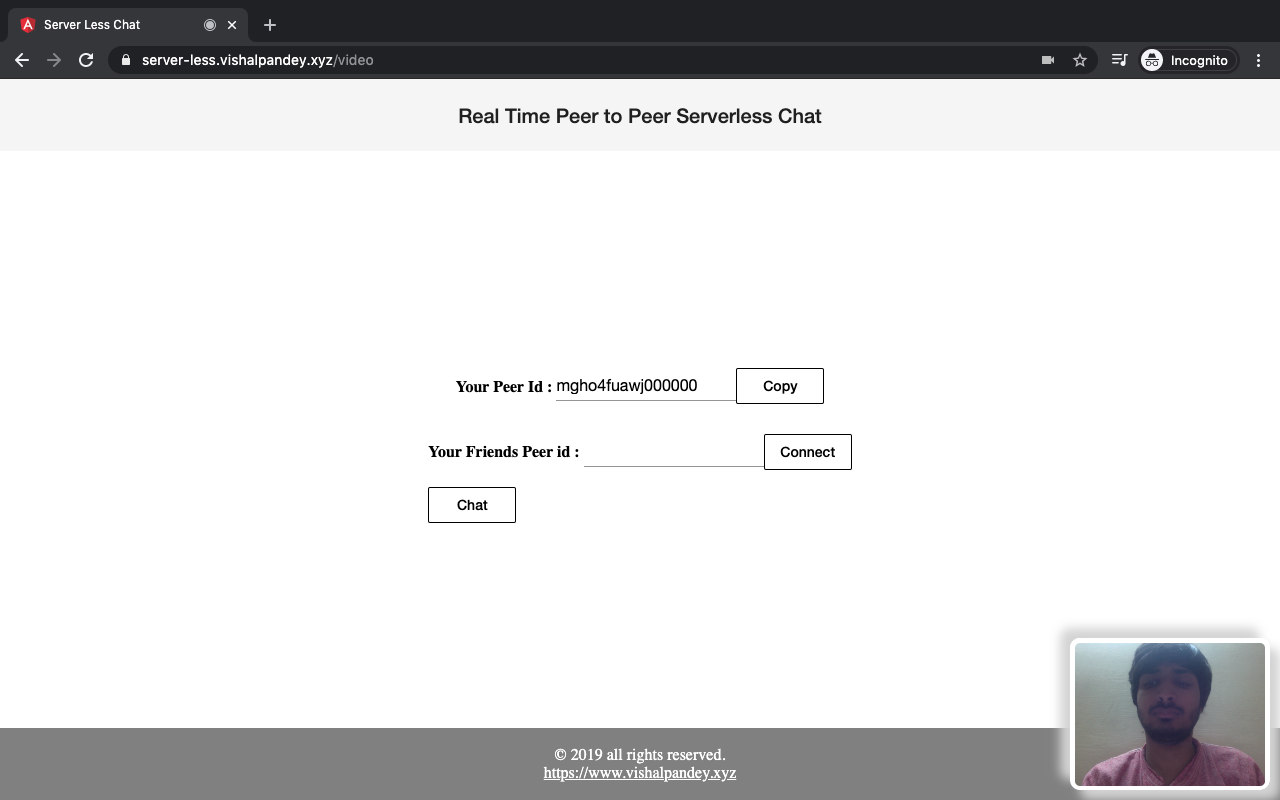 Server Less Chat
server-less.vishalpandey.xyz/video
Incognito
Real Time Peer to Peer Serverless Chat
Your Peer Id : mgho4fuawj000000 Copy
Your Friends Peer id : Connect
Chat
© 2019 all rights reserved.
https://www.vishalpandey.xyz